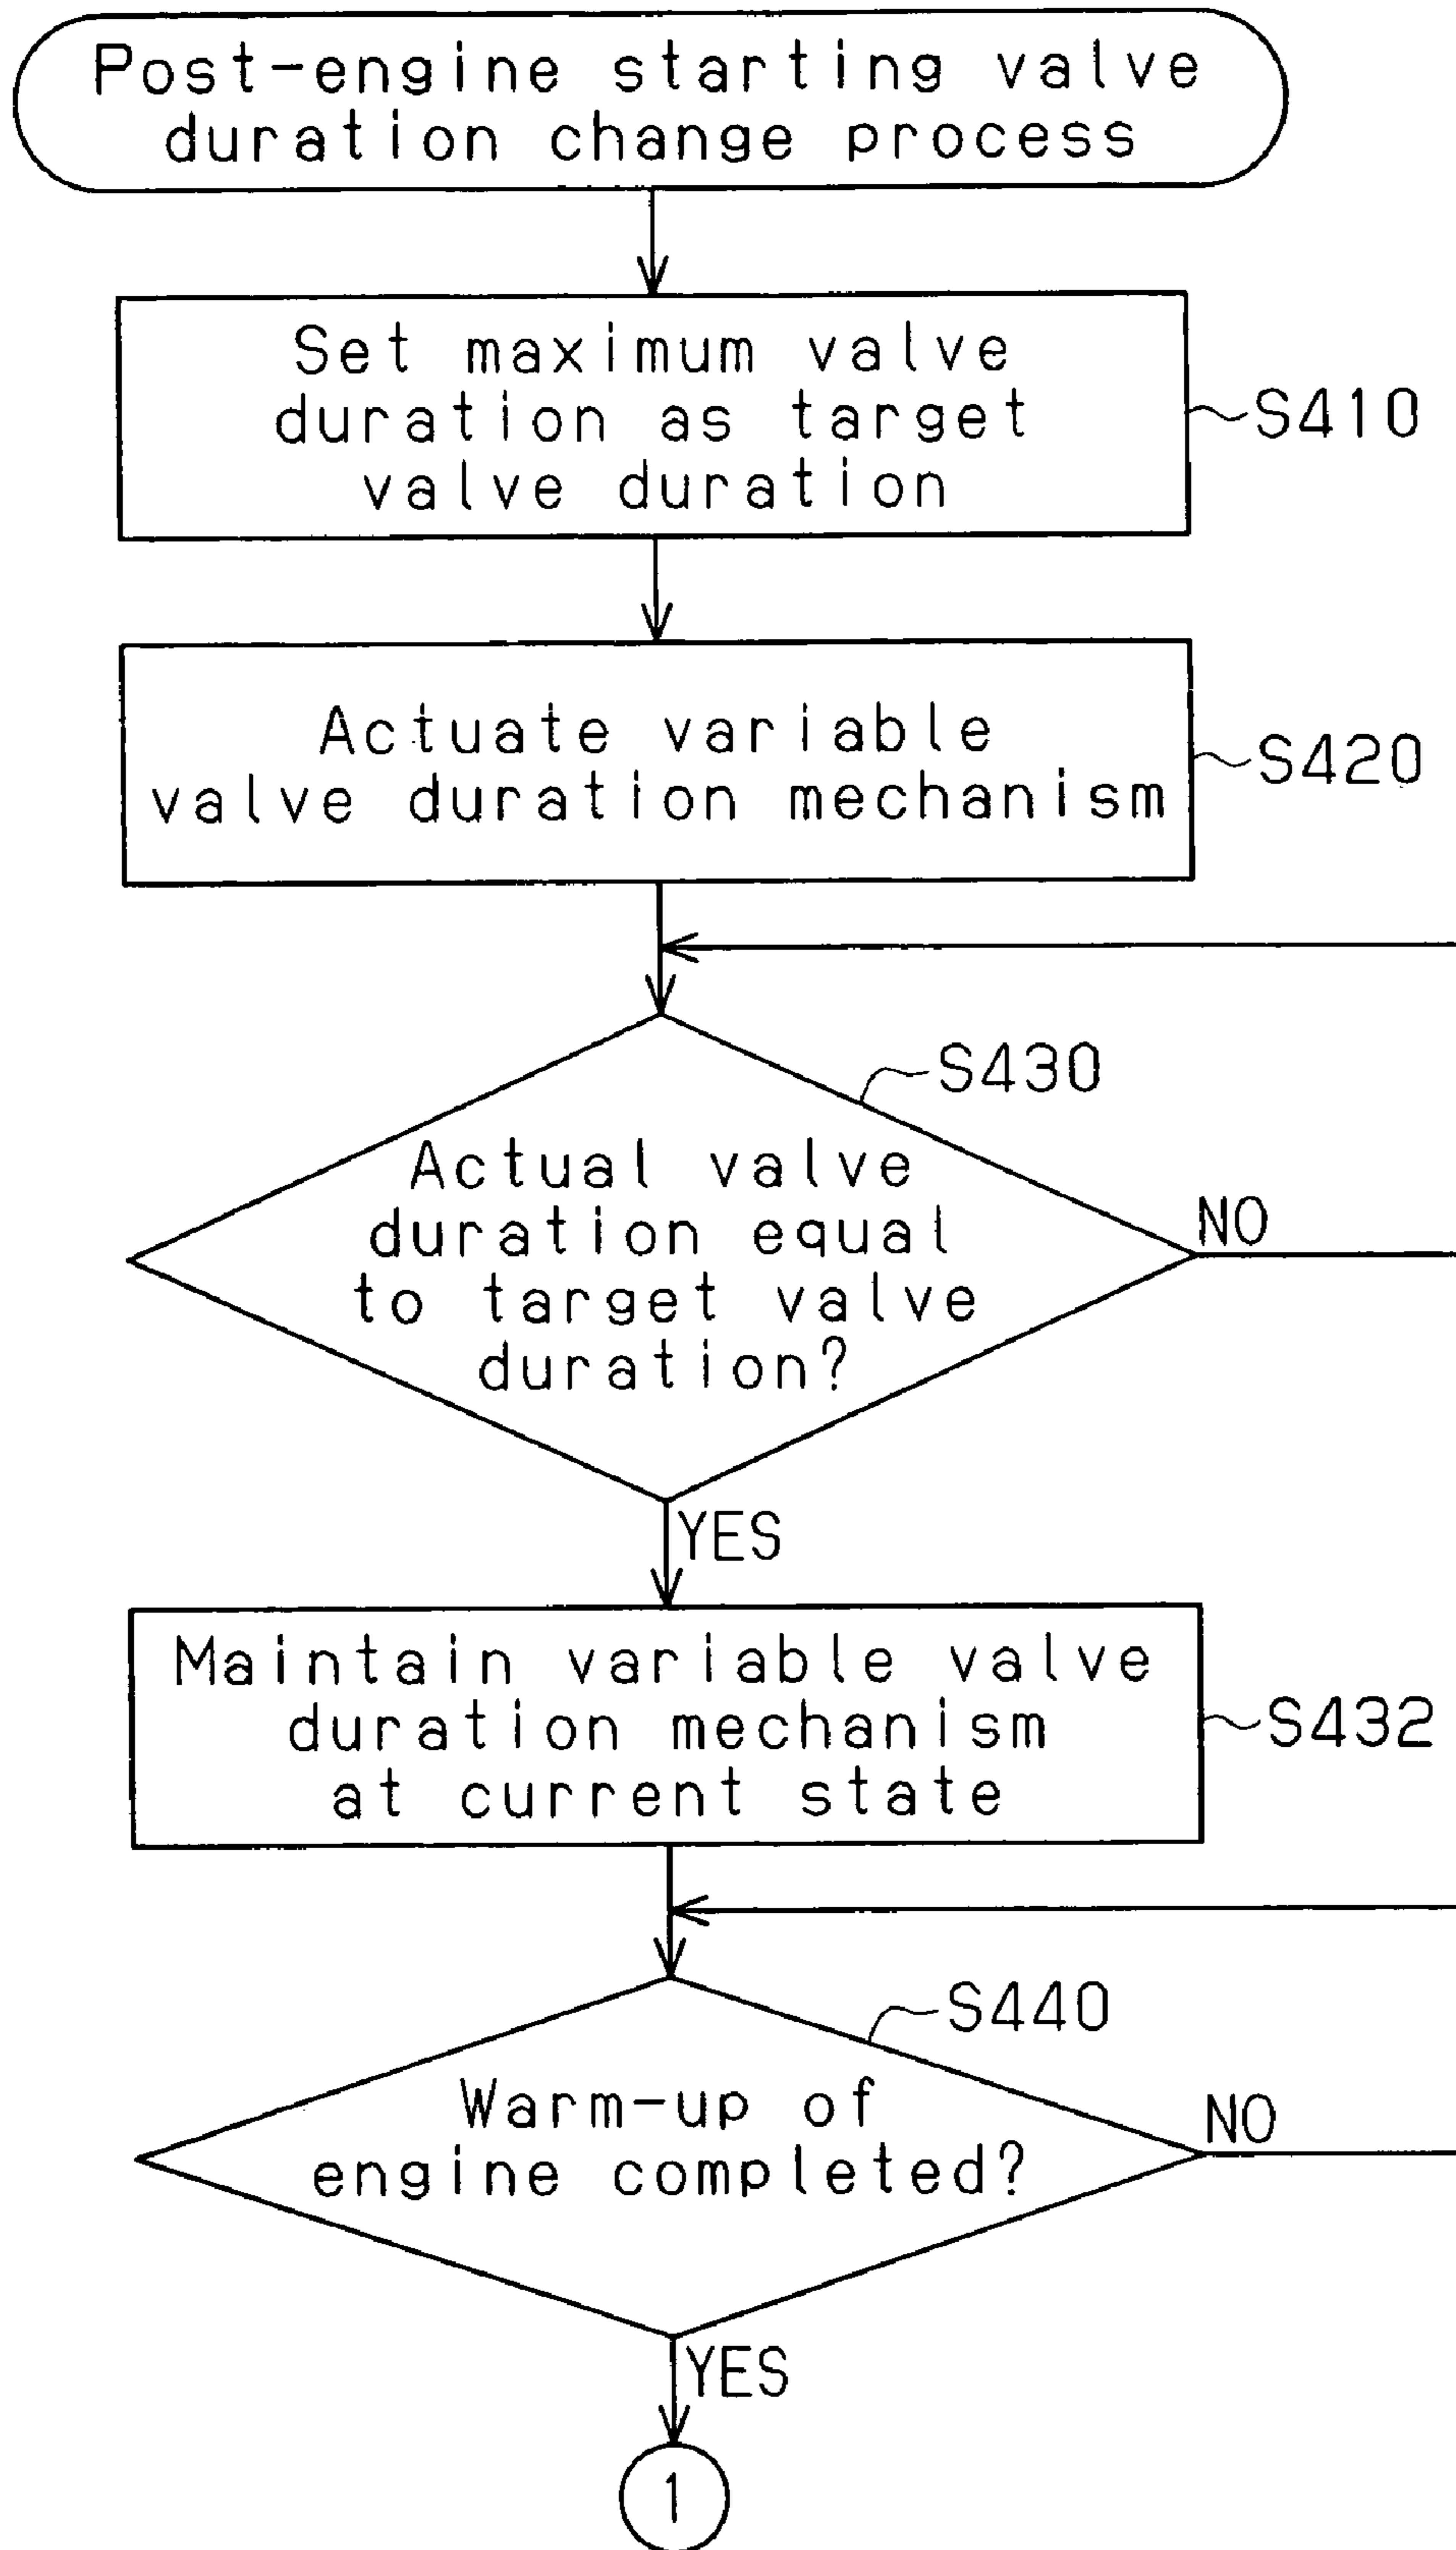 Post-engine starting valve
duration change process
Set maximum valve
duration as target
valve duration
S410
Actuate variable
valve duration mechanism
S420
S430
Actual valve
duration equal
to target valve
duration?
NO
YES
Maintain variable valve
duration mechanism
at current state
S432
S440
Warm-up of
engine completed?
NO
YES
1